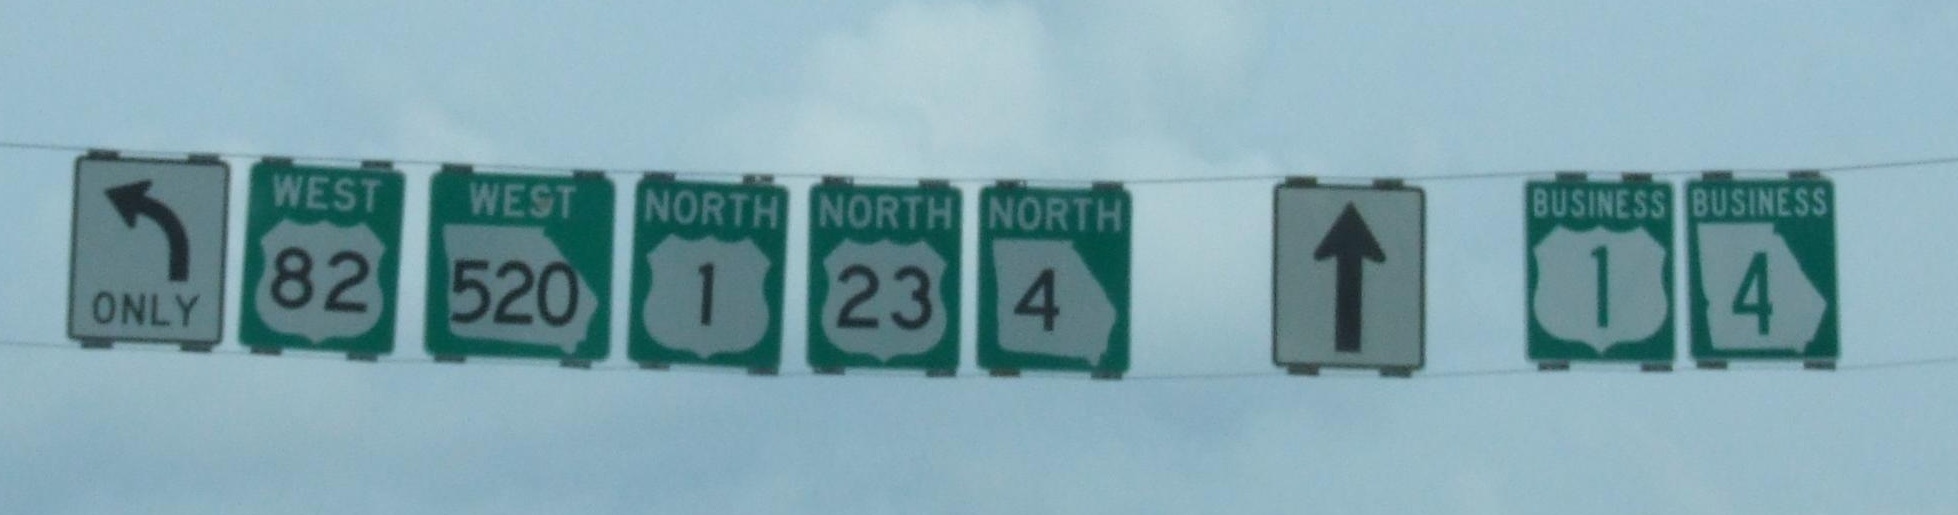 ONLY
WEST
82
WEST
520
NORTH
1
NORTH
23
NORTH
4
BUSINESS
1
BUSINESS
4